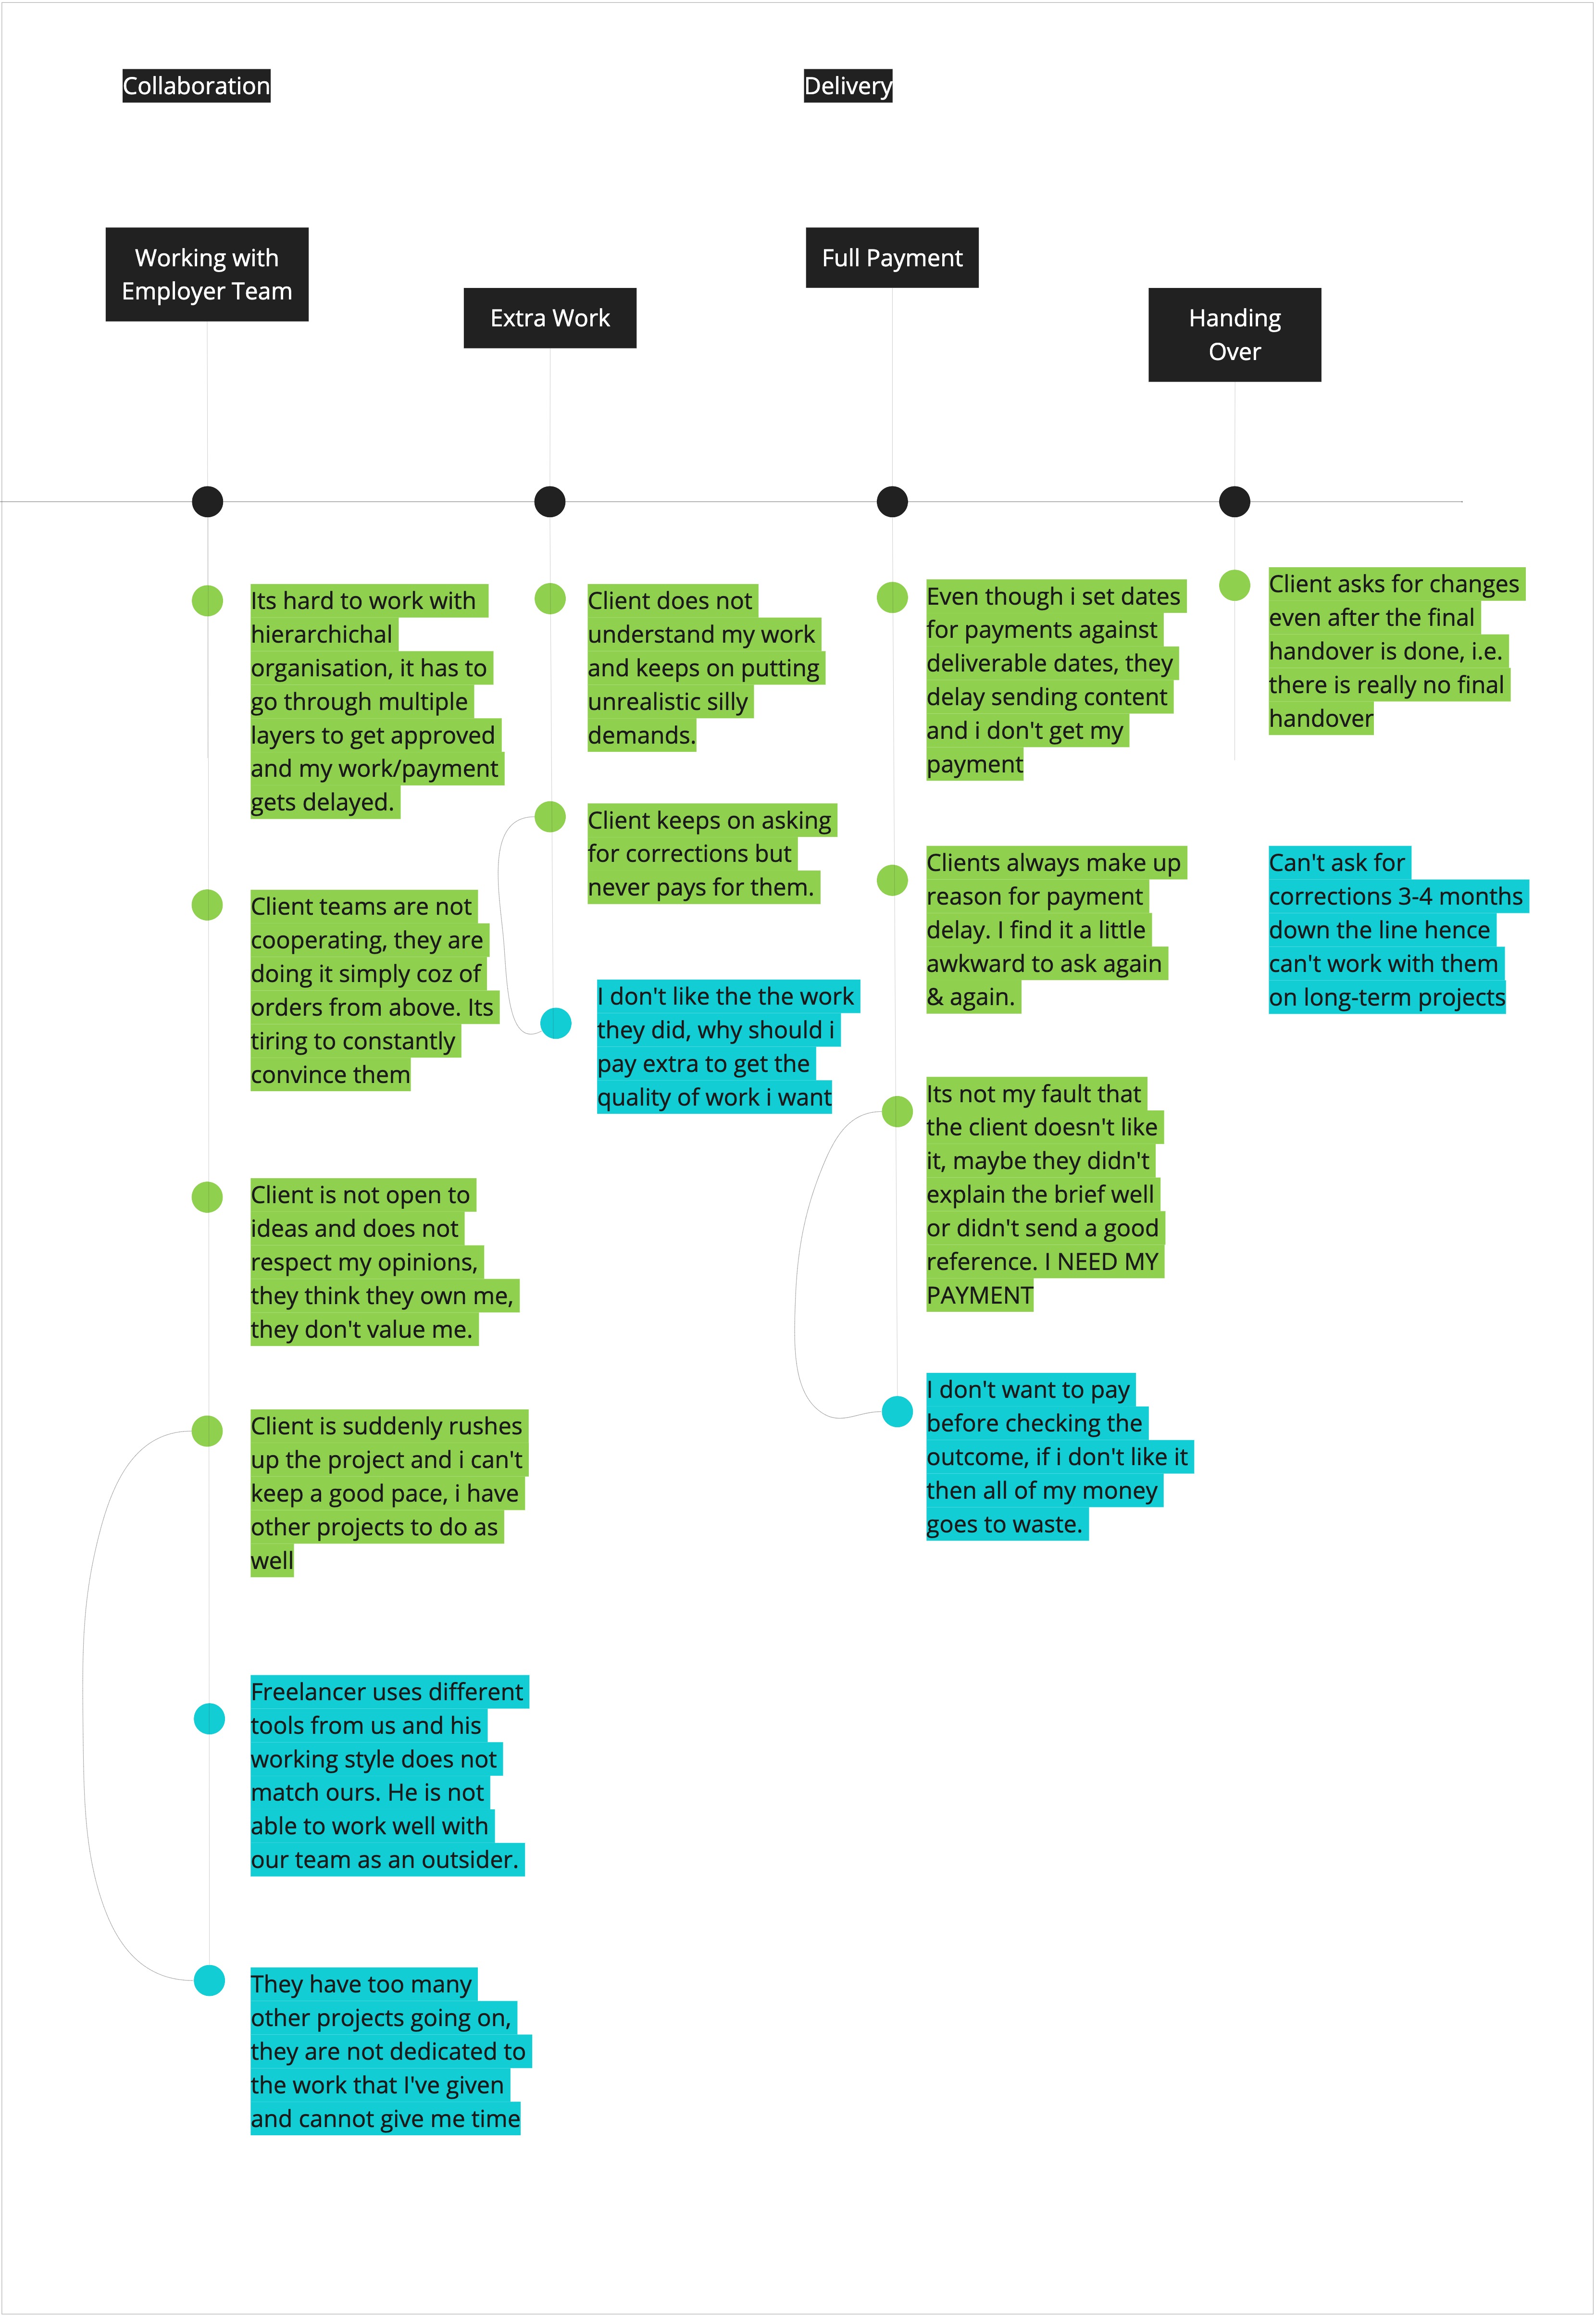 Collaboration
Delivery
Working with
Employer Team
Extra Work
Full Payment
Handing
Over
Its hard to work with
hierarchichal
organisation, it has to
go through multiple
layers to get approved
and my work/payment
gets delayed.
Client teams are not
cooperating, they are
doing it simply coz of
orders from above. Its
tiring to constantly
convince them
Client is not open to
ideas and does not
respect my opinions,
they think they own me,
they don't value me.
Client is suddenly rushes
up the project and i can't
keep a good pace, i have
other projects to do as
well
Freelancer uses different
tools from us and his
working style does not
match ours. He is not
able to work well with
our team as an outsider.
They have too many
other projects going on,
they are not dedicated to
the work that I've given
and cannot give me time
Client does not
understand my work
and keeps on putting
unrealistic silly
demands.
Client keeps on asking
for corrections but
never pays for them.
I don't like the the work
they did, why should i
pay extra to get the
quality of work i want
Even though i set dates
for payments against
deliverable dates, they
delay sending content
and i don't get my
payment
Clients always make up
reason for payment
delay. I find it a little
awkward to ask again
& again.
Its not my fault that
the client doesn't like
it, maybe they didn't
explain the brief well
or didn't send a good
reference. I NEED MY
PAYMENT
I don't want to pay
before checking the
outcome, if i don't like it
then all of my money
goes to waste.
Client asks for changes
even after the final
handover is done, i.e.
there is really no final
handover
Can't ask for
corrections 3-4 months
down the line hence
can't work with them
on long-term projects